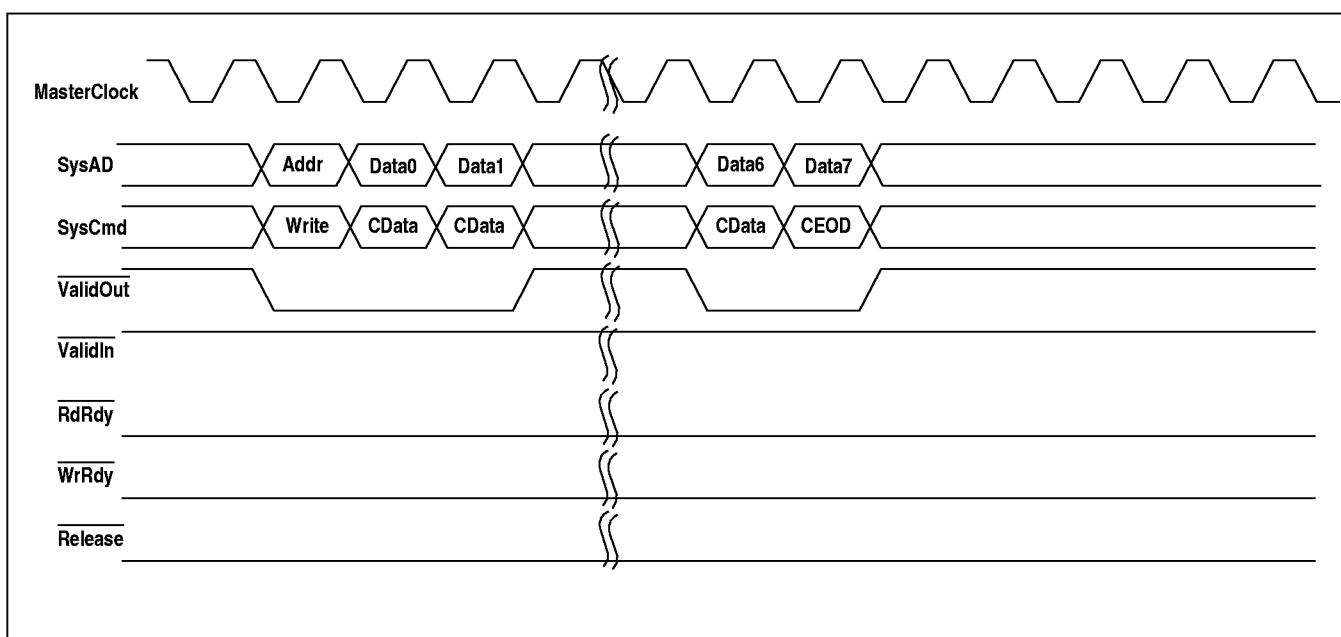 MasterClock
SysAD Addr Data0 Data1 Data6 Data7
SysCmd Write CData CData CData CEOD
ValidOut
ValidIn
RdRdy
WrRdy
Release